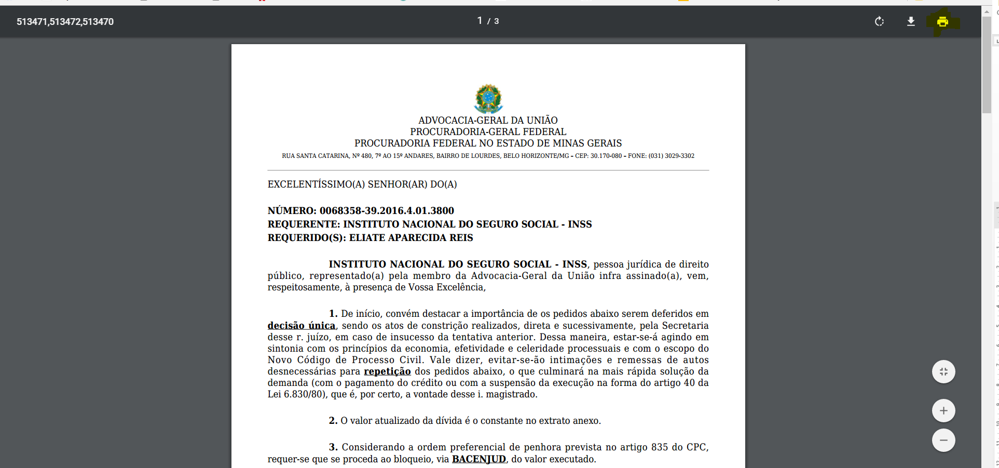 513471,513472,513470
1 / 3
ADVOCACIA-GERAL DA UNIÃO
PROCURADORIA-GERAL FEDERAL
PROCURADORIA FEDERAL NO ESTADO DE MINAS GERAIS
RUA SANTA CATARINA, Nº 480, 7º AO 15º ANDARES, BAIRRO DE LOURDES, BELO HORIZONTE/MG – CEP: 30.170-080 – FONE: (031) 3029-3302
EXCELENTÍSSIMO(A) SENHOR(AR) DO(A)
NÚMERO: 0068358-39.2016.4.01.3800
REQUERENTE: INSTITUTO NACIONAL DO SEGURO SOCIAL - INSS
REQUERIDO(S): ELIATE APARECIDA REIS
INSTITUTO NACIONAL DO SEGURO SOCIAL - INSS, pessoa jurídica de direito
público, representado(a) pela membro da Advocacia-Geral da União infra assinado(a), vem,
respeitosamente, à presença de Vossa Excelência,
1. De início, convém destacar a importância de os pedidos abaixo serem deferidos em
decisão única, sendo os atos de constrição realizados, direta e sucessivamente, pela Secretaria
desse r. juízo, em caso de insucesso da tentativa anterior. Dessa maneira, estar-se-á agindo em
sintonia com os princípios da economia, efetividade e celeridade processuais e com o escopo do
Novo Código de Processo Civil. Vale dizer, evitar-se-ão intimações e remessas de autos
desnecessárias para repetição dos pedidos abaixo, o que culminará na mais rápida solução da
demanda (com o pagamento do crédito ou com a suspensão da execução na forma do artigo 40 da
Lei 6.830/80), que é, por certo, a vontade desse i. magistrado.
2. O valor atualizado da dívida é o constante no extrato anexo.
3. Considerando a ordem preferencial de penhora prevista no artigo 835 do CPC,
requer-se que se proceda ao bloqueio, via BACENJUD, do valor executado.